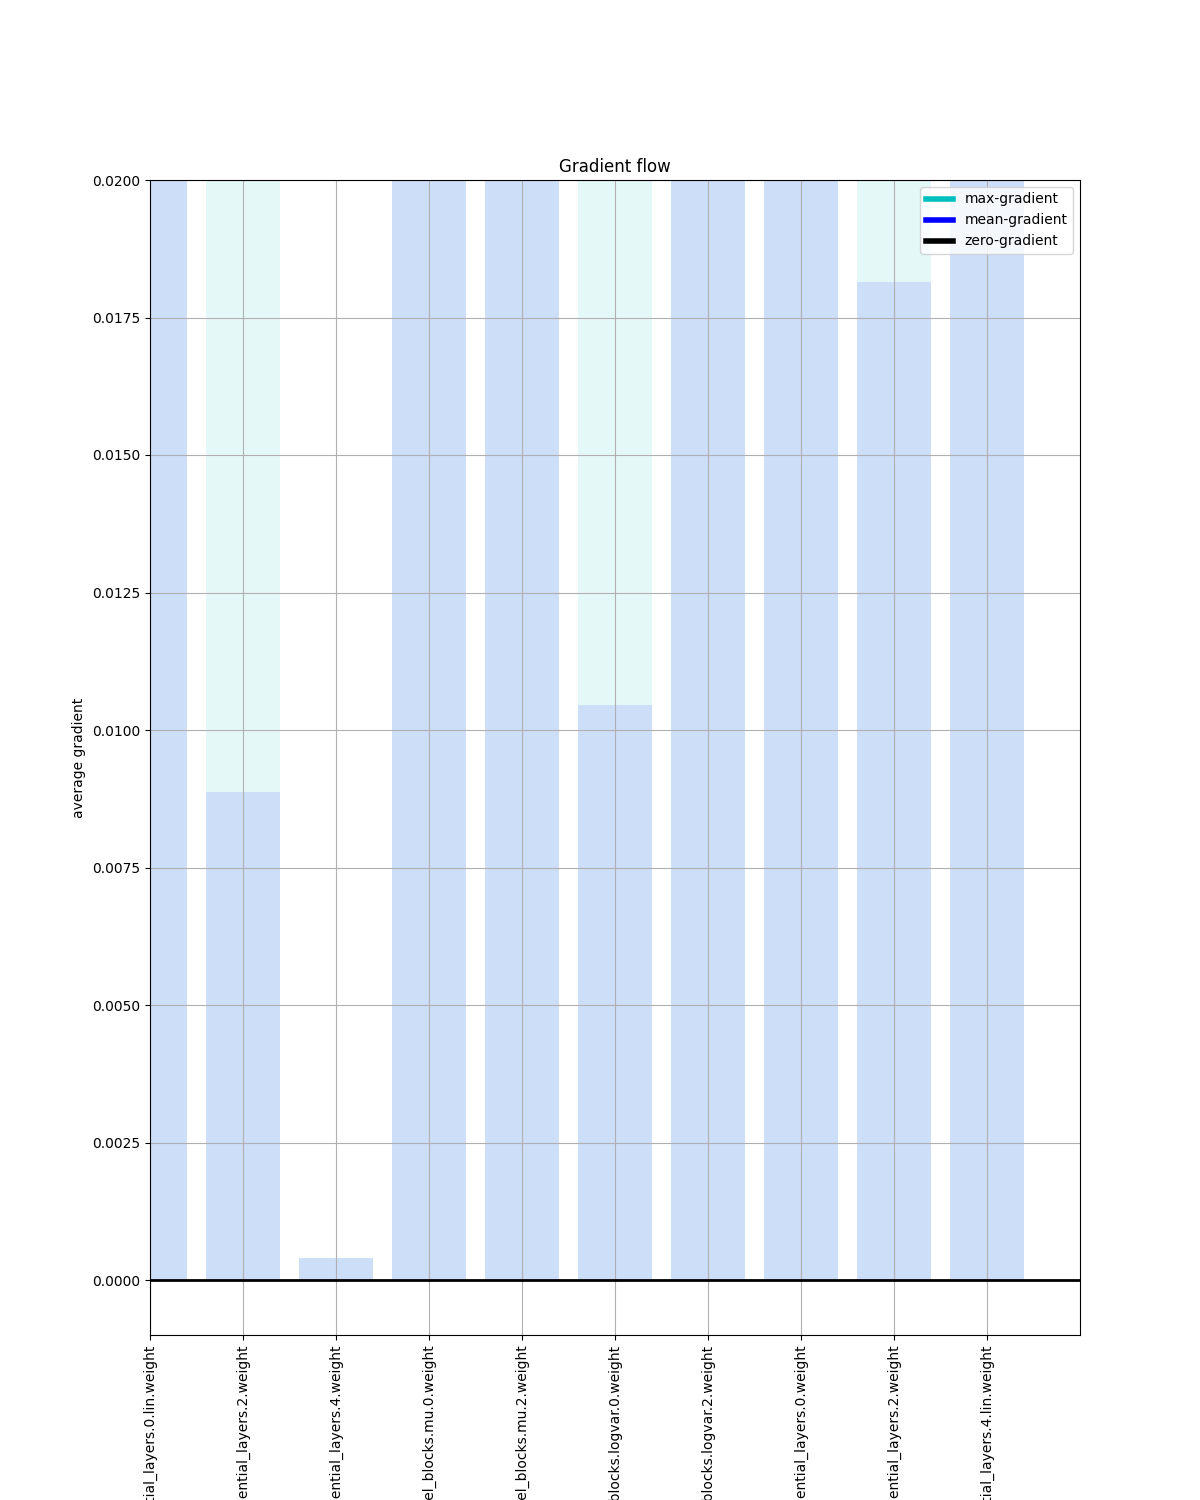 Gradient flow
max-gradient
mean-gradient
zero-gradient
0.0200
0.0175
0.0150
0.0125
0.0100
0.0075
0.0050
0.0025
0.0000
average gradient
tial_layers.0.lin.weight
ential_layers.2.weight
ential_layers.4.weight
el_blocks.mu.0.weight
el_blocks.mu.2.weight
blocks.logvar.0.weight
blocks.logvar.2.weight
ential_layers.0.weight
ential_layers.2.weight
tial_layers.4.lin.weight